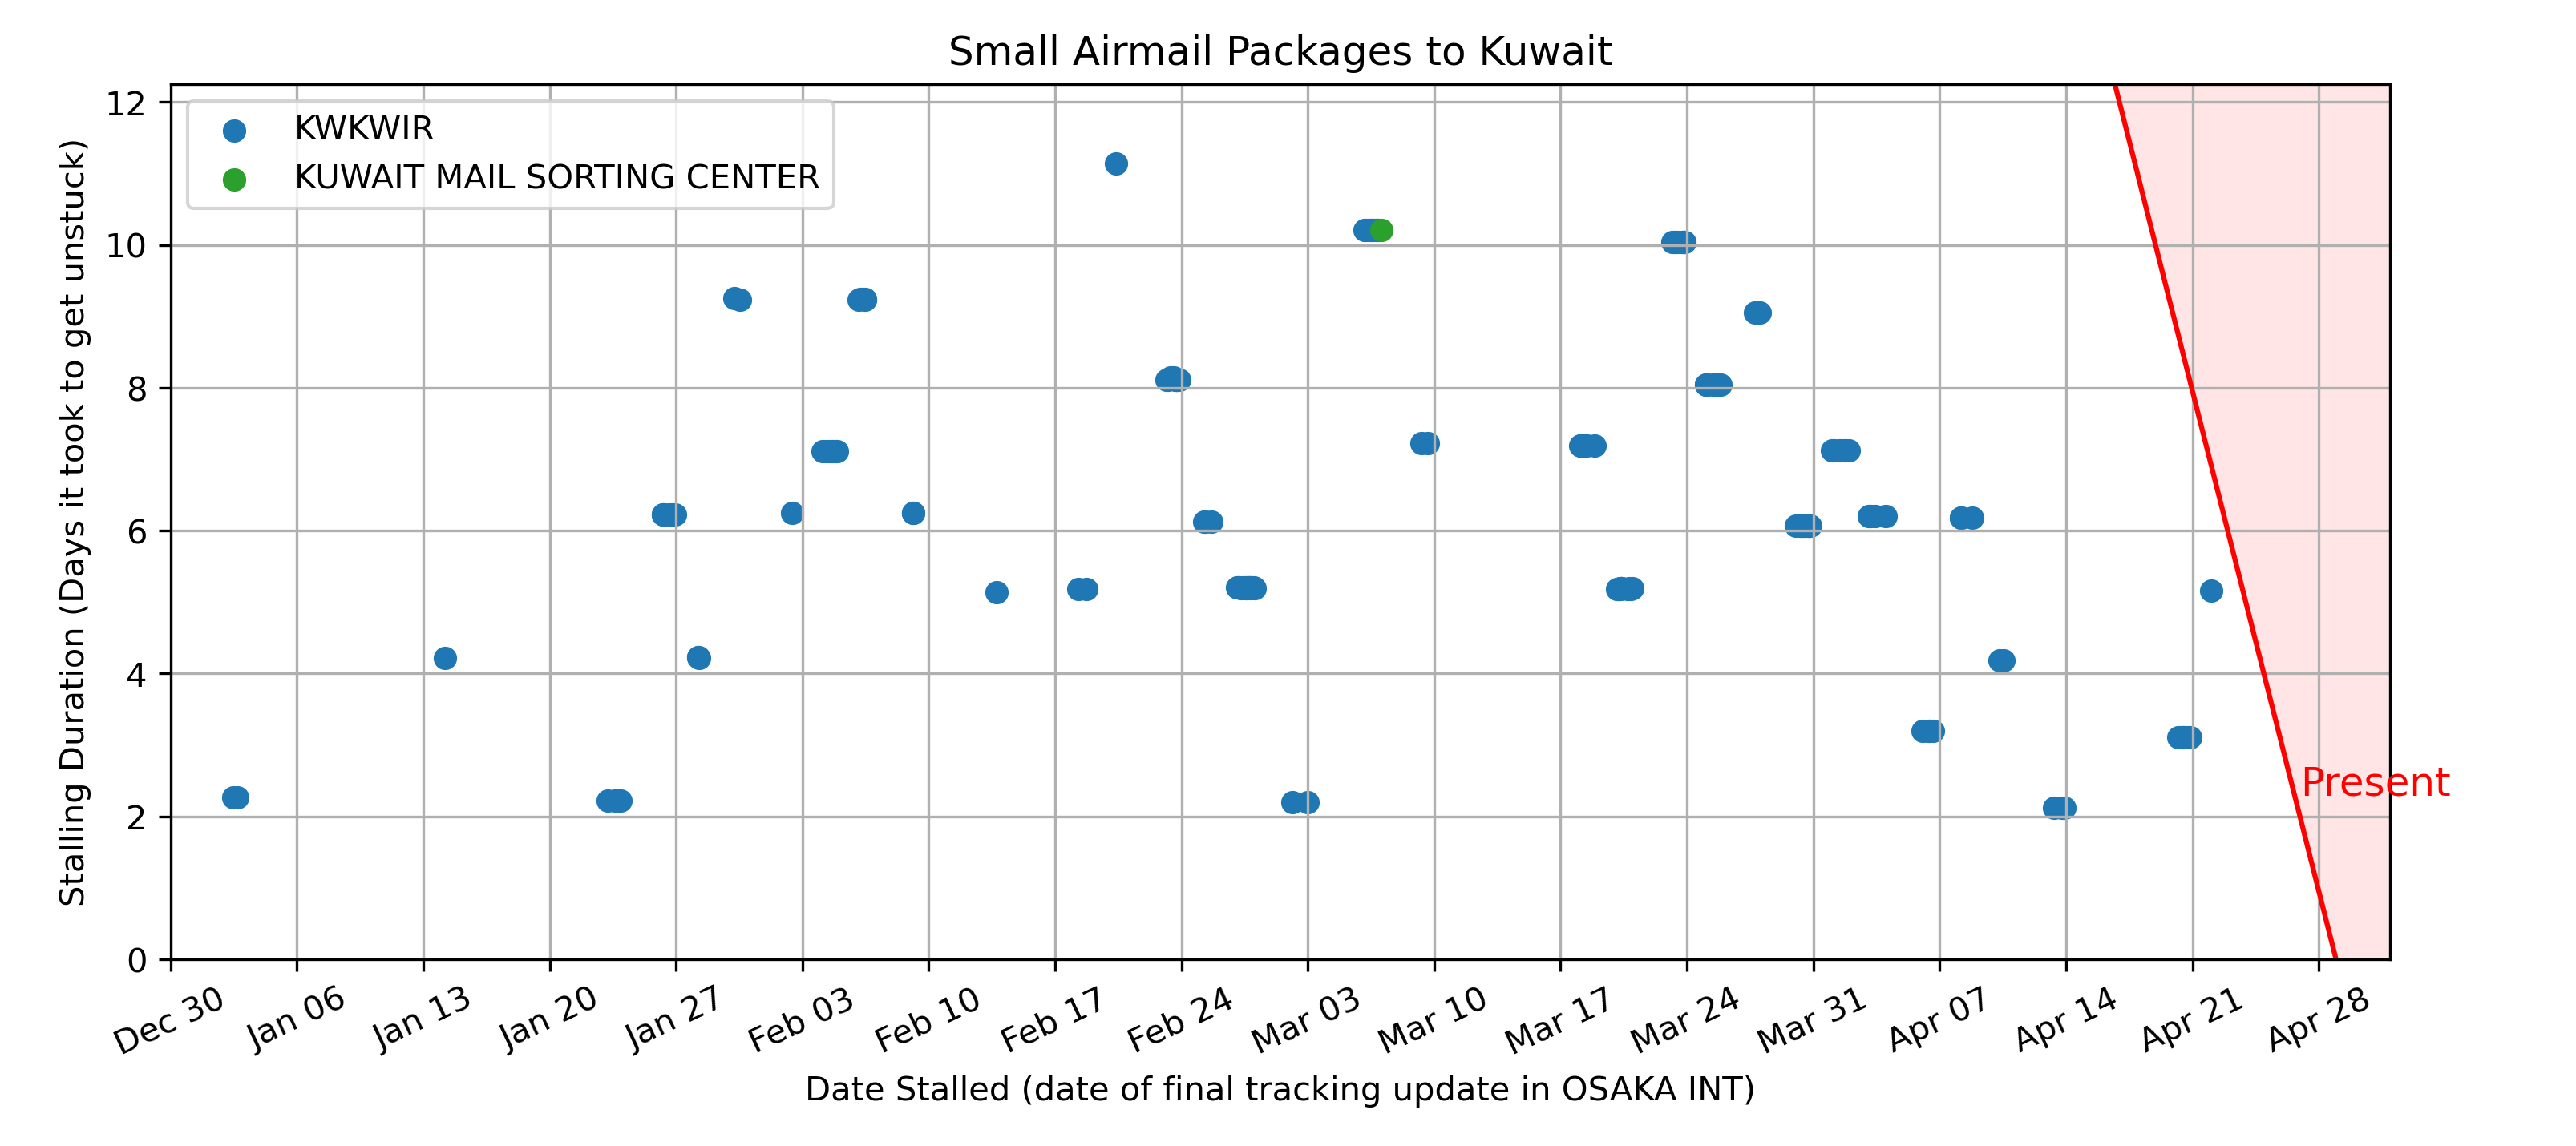 Small Airmail Packages to Kuwait
KWKWIR
KUWAIT MAIL SORTING CENTER
Stalling Duration (Days it took to get unstuck)
12
10
8
6
4
2
0
Present
Dec 30
Jan 06
Jan 13
Jan 20
Jan 27
Feb 03
Feb 10
Feb 17
Feb 24
Mar 03
Mar 10
Mar 17
Mar 24
Mar 31
Apr 07
Apr 14
Apr 21
Apr 28
Date Stalled (date of final tracking update in OSAKA INT)